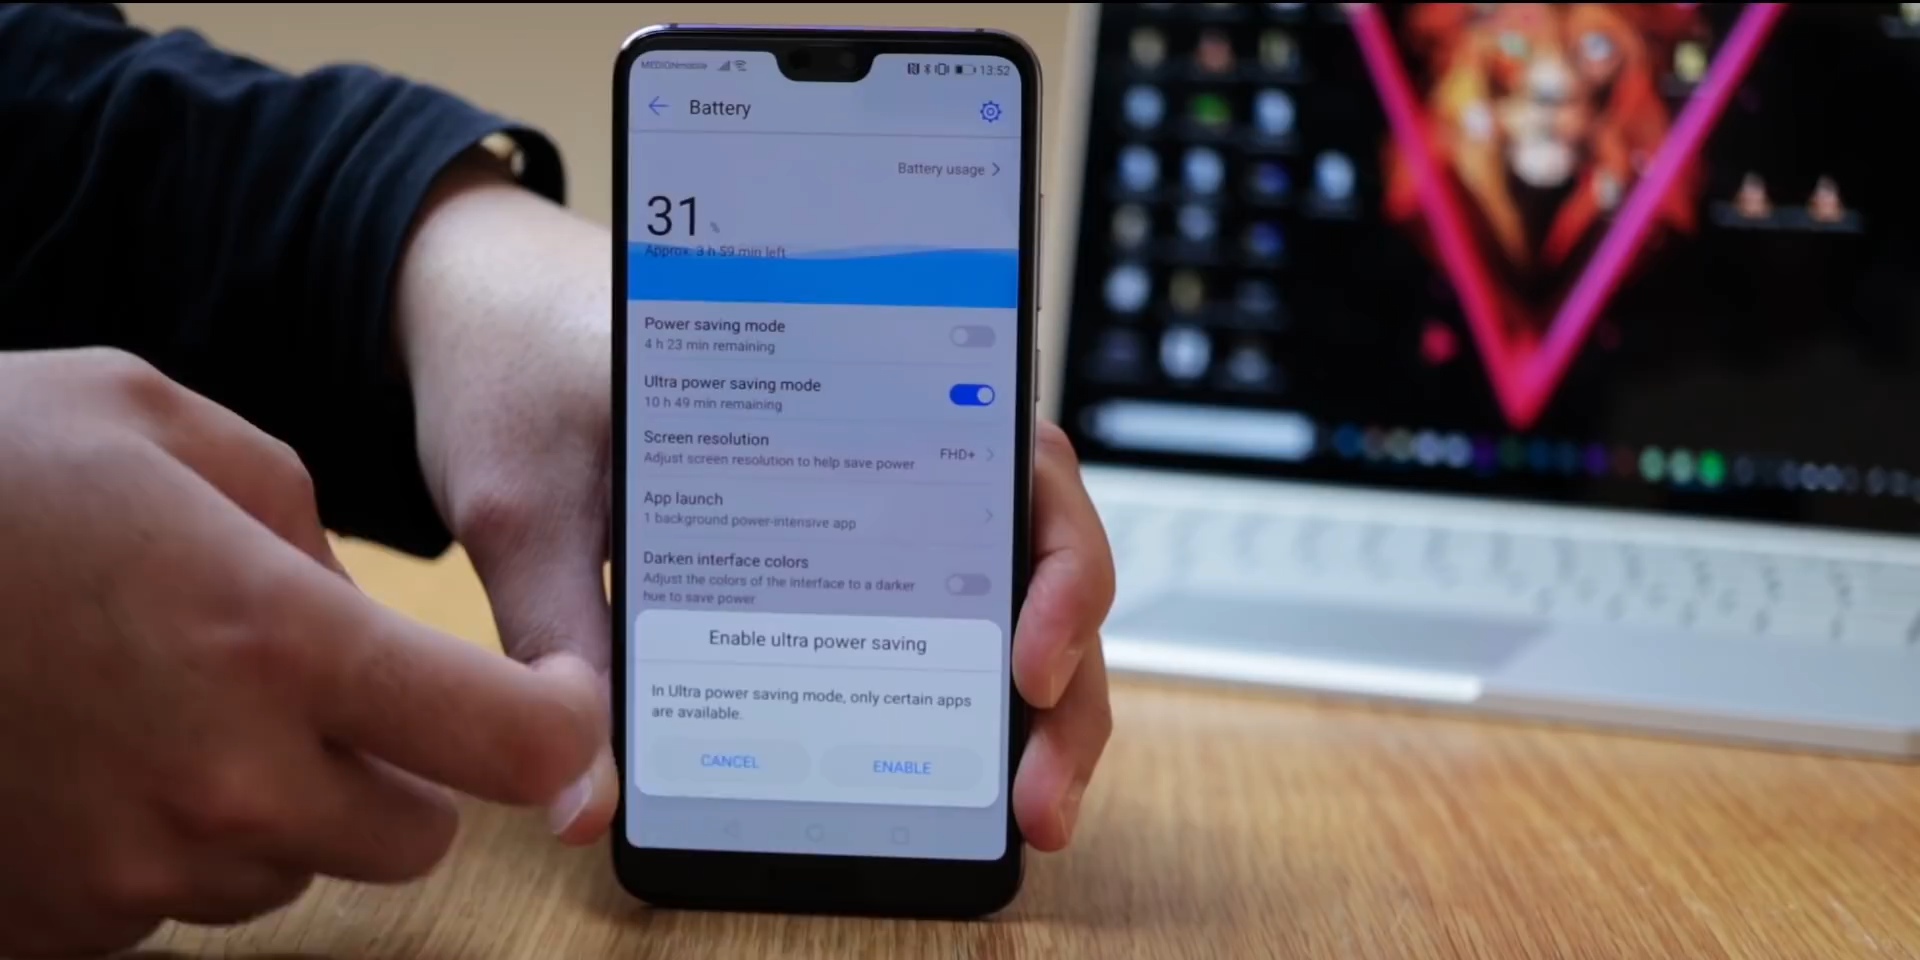 MEDIONmobile
13:52
Battery
Battery usage
31 %
Approx. 3 h 59 min left
Power saving mode
4 h 23 min remaining
Ultra power saving mode
10 h 49 min remaining
Screen resolution
Adjust screen resolution to help save power
FHD+
App launch
1 background power-intensive app
Darken interface colors
Adjust the colors of the interface to a darker
hue to save power
Enable ultra power saving
In Ultra power saving mode, only certain apps
are available.
CANCEL
ENABLE